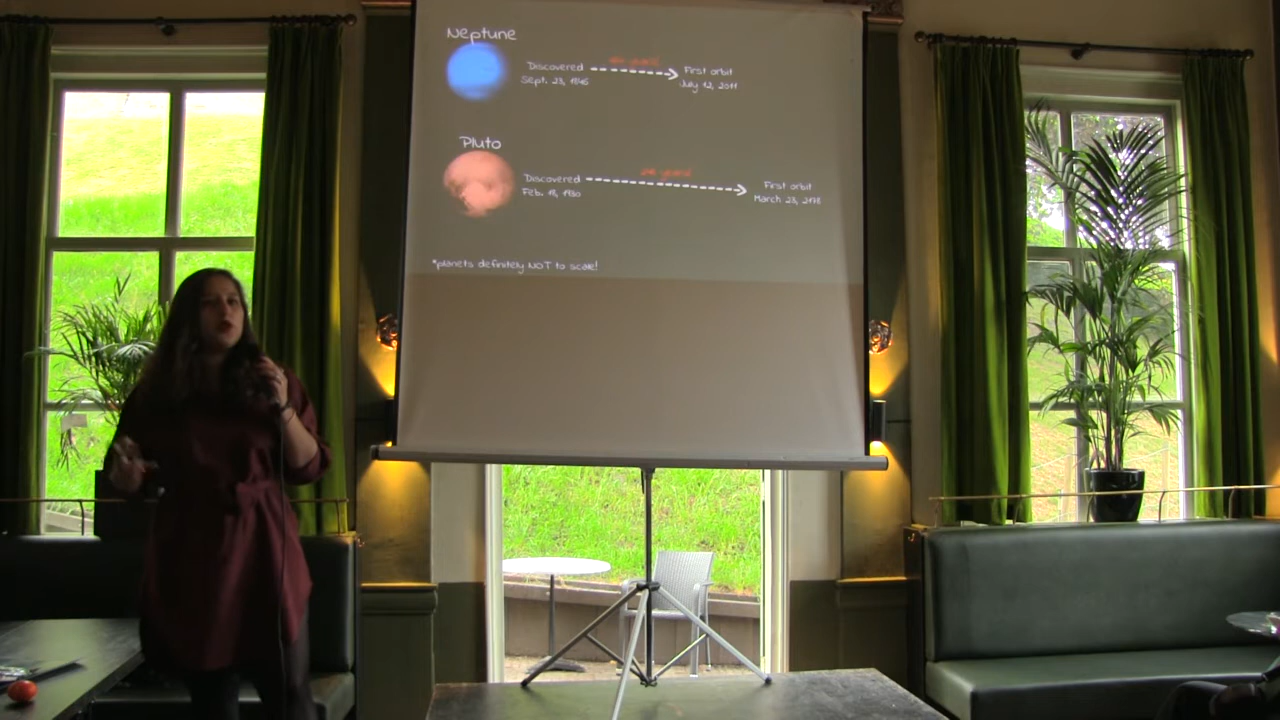 Neptune
Discovered
Sept. 23, 1846
First orbit
July 12, 2011
Pluto
Discovered
Feb. 18, 1930
years
First orbit
March 23, 2178
*planets definitely NOT to scale!